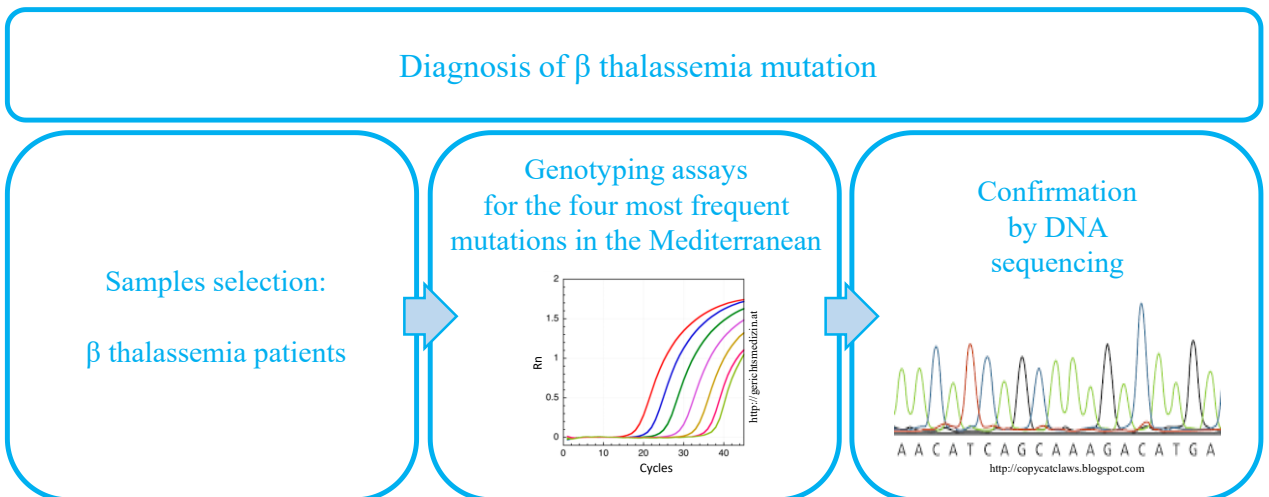 Diagnosis of β thalassemia mutation
Samples selection:
β thalassemia patients
Genotyping assays
for the four most frequent
mutations in the Mediterranean
2
1.5
1
0.5
0
Rn
0 10 20 30 40
Cycles
http://gerichtsmedizin.at
Confirmation
by DNA
sequencing
A A C A T C A G C A A A G A C A T G A
http://copycatclaws.blogspot.com